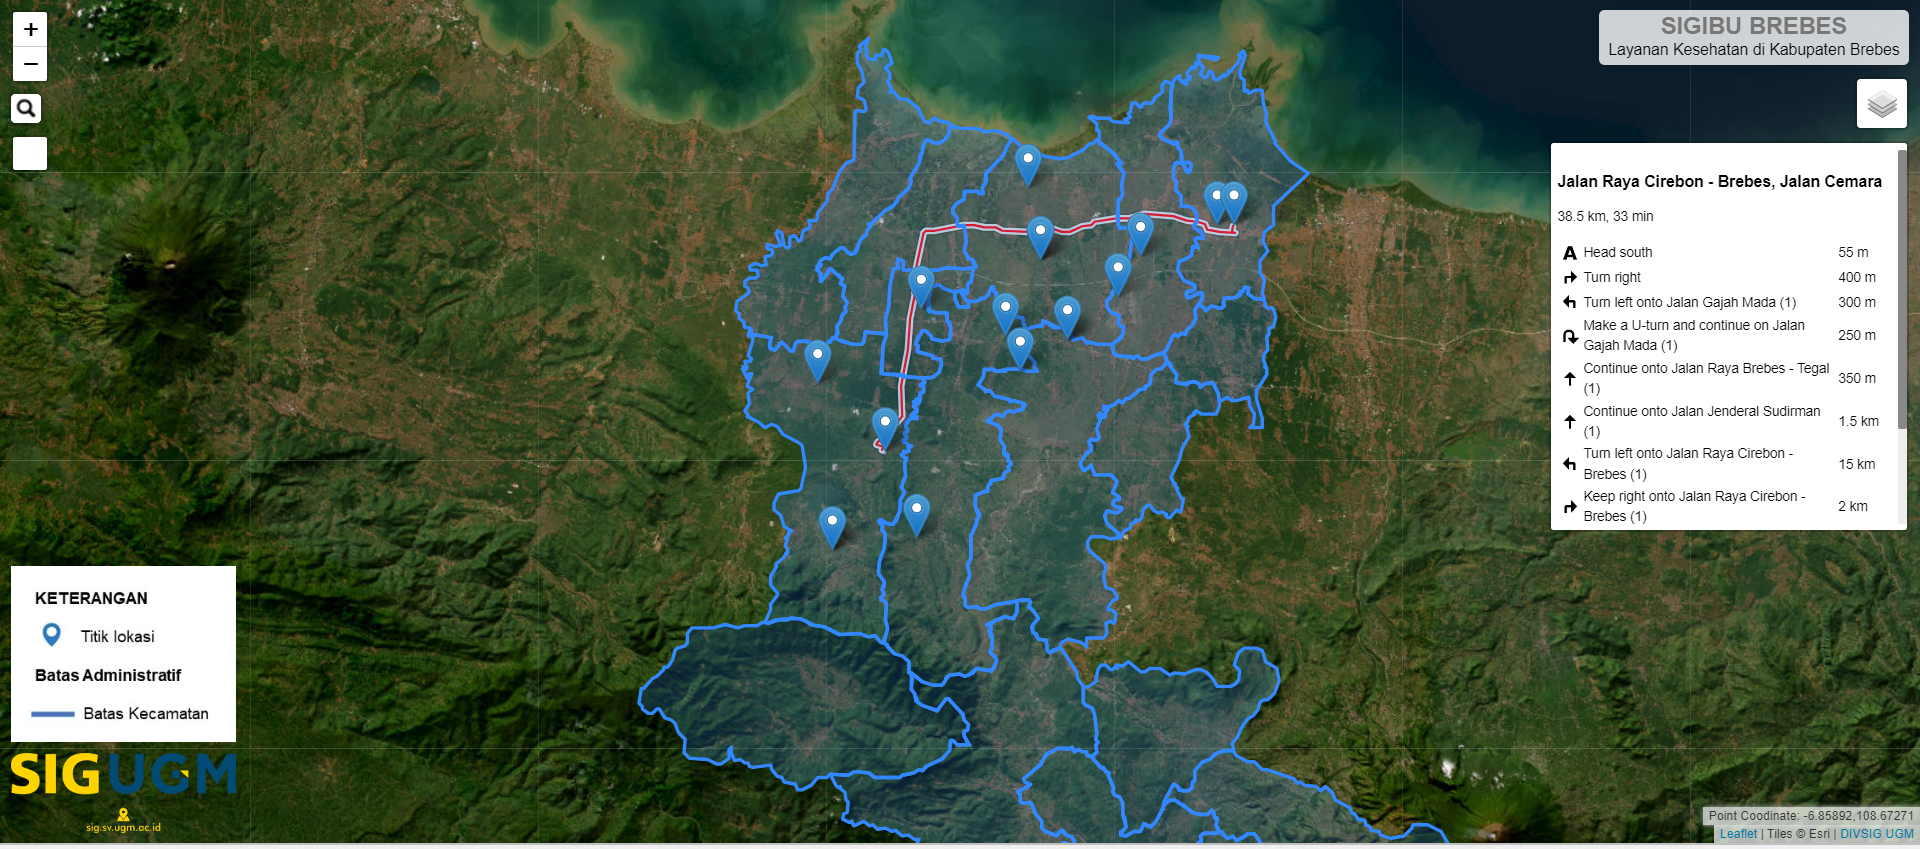 +
−
SIGIBU BREBES
Layanan Kesehatan di Kabupaten Brebes
Jalan Raya Cirebon - Brebes, Jalan Cemara
38.5 km, 33 min
A Head south 55 m
Turn right 400 m
Turn left onto Jalan Gajah Mada (1) 300 m
Make a U-turn and continue on Jalan
Gajah Mada (1) 250 m
Continue onto Jalan Raya Brebes - Tegal
(1) 350 m
Continue onto Jalan Jenderal Sudirman
(1) 1.5 km
Turn left onto Jalan Raya Cirebon -
Brebes (1) 15 km
Keep right onto Jalan Raya Cirebon -
Brebes (1) 2 km
KETERANGAN
Titik lokasi
Batas Administratif
Batas Kecamatan
SIGUGM
sig.sv.ugm.ac.id
Point Coodinate: -6.85892,108.67271
Leaflet | Tiles © Esri | DIVSIG UGM